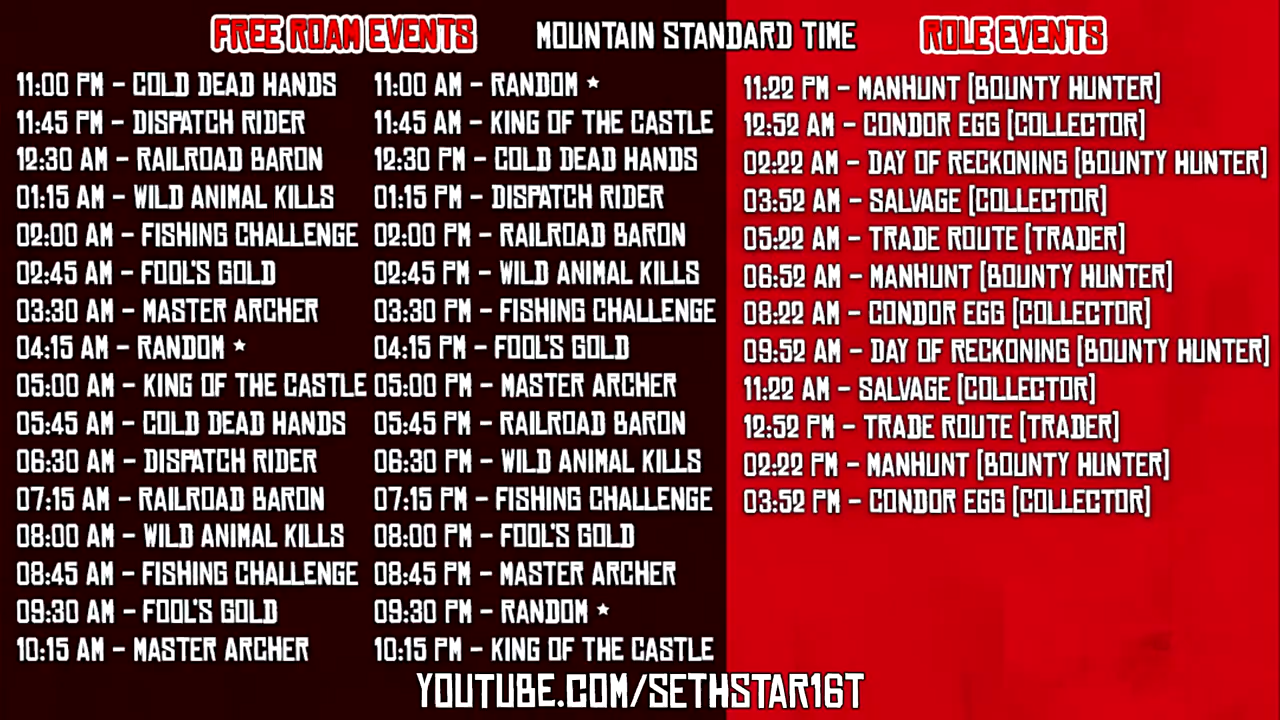 FREE ROAM EVENTS
MOUNTAIN STANDARD TIME
ROLE EVENTS
11:00 PM – COLD DEAD HANDS
11:45 PM – DISPATCH RIDER
12:30 AM – RAILROAD BARON
01:15 AM – WILD ANIMAL KILLS
02:00 AM – FISHING CHALLENGE
02:45 AM – FOOL'S GOLD
03:30 AM – MASTER ARCHER
04:15 AM – RANDOM ★
05:00 AM – KING OF THE CASTLE
05:45 AM – COLD DEAD HANDS
06:30 AM – DISPATCH RIDER
07:15 AM – RAILROAD BARON
08:00 AM – WILD ANIMAL KILLS
08:45 AM – FISHING CHALLENGE
09:30 AM – FOOL'S GOLD
10:15 AM – MASTER ARCHER
11:00 AM – RANDOM ★
11:45 AM – KING OF THE CASTLE
12:30 PM – COLD DEAD HANDS
01:15 PM – DISPATCH RIDER
02:00 PM – RAILROAD BARON
02:45 PM – WILD ANIMAL KILLS
03:30 PM – FISHING CHALLENGE
04:15 PM – FOOL'S GOLD
05:00 PM – MASTER ARCHER
05:45 PM – RAILROAD BARON
06:30 PM – WILD ANIMAL KILLS
07:15 PM – FISHING CHALLENGE
08:00 PM – FOOL'S GOLD
08:45 PM – MASTER ARCHER
09:30 PM – RANDOM ★
10:15 PM – KING OF THE CASTLE
11:22 PM – MANHUNT [BOUNTY HUNTER]
12:52 AM – CONDOR EGG [COLLECTOR]
02:22 AM – DAY OF RECKONING [BOUNTY HUNTER]
03:52 AM – SALVAGE [COLLECTOR]
05:22 AM – TRADE ROUTE [TRADER]
06:52 AM – MANHUNT [BOUNTY HUNTER]
08:22 AM – CONDOR EGG [COLLECTOR]
09:52 AM – DAY OF RECKONING [BOUNTY HUNTER]
11:22 AM – SALVAGE [COLLECTOR]
12:52 PM – TRADE ROUTE [TRADER]
02:22 PM – MANHUNT [BOUNTY HUNTER]
03:52 PM – CONDOR EGG [COLLECTOR]
YOUTUBE.COM/SETHSTAR16T